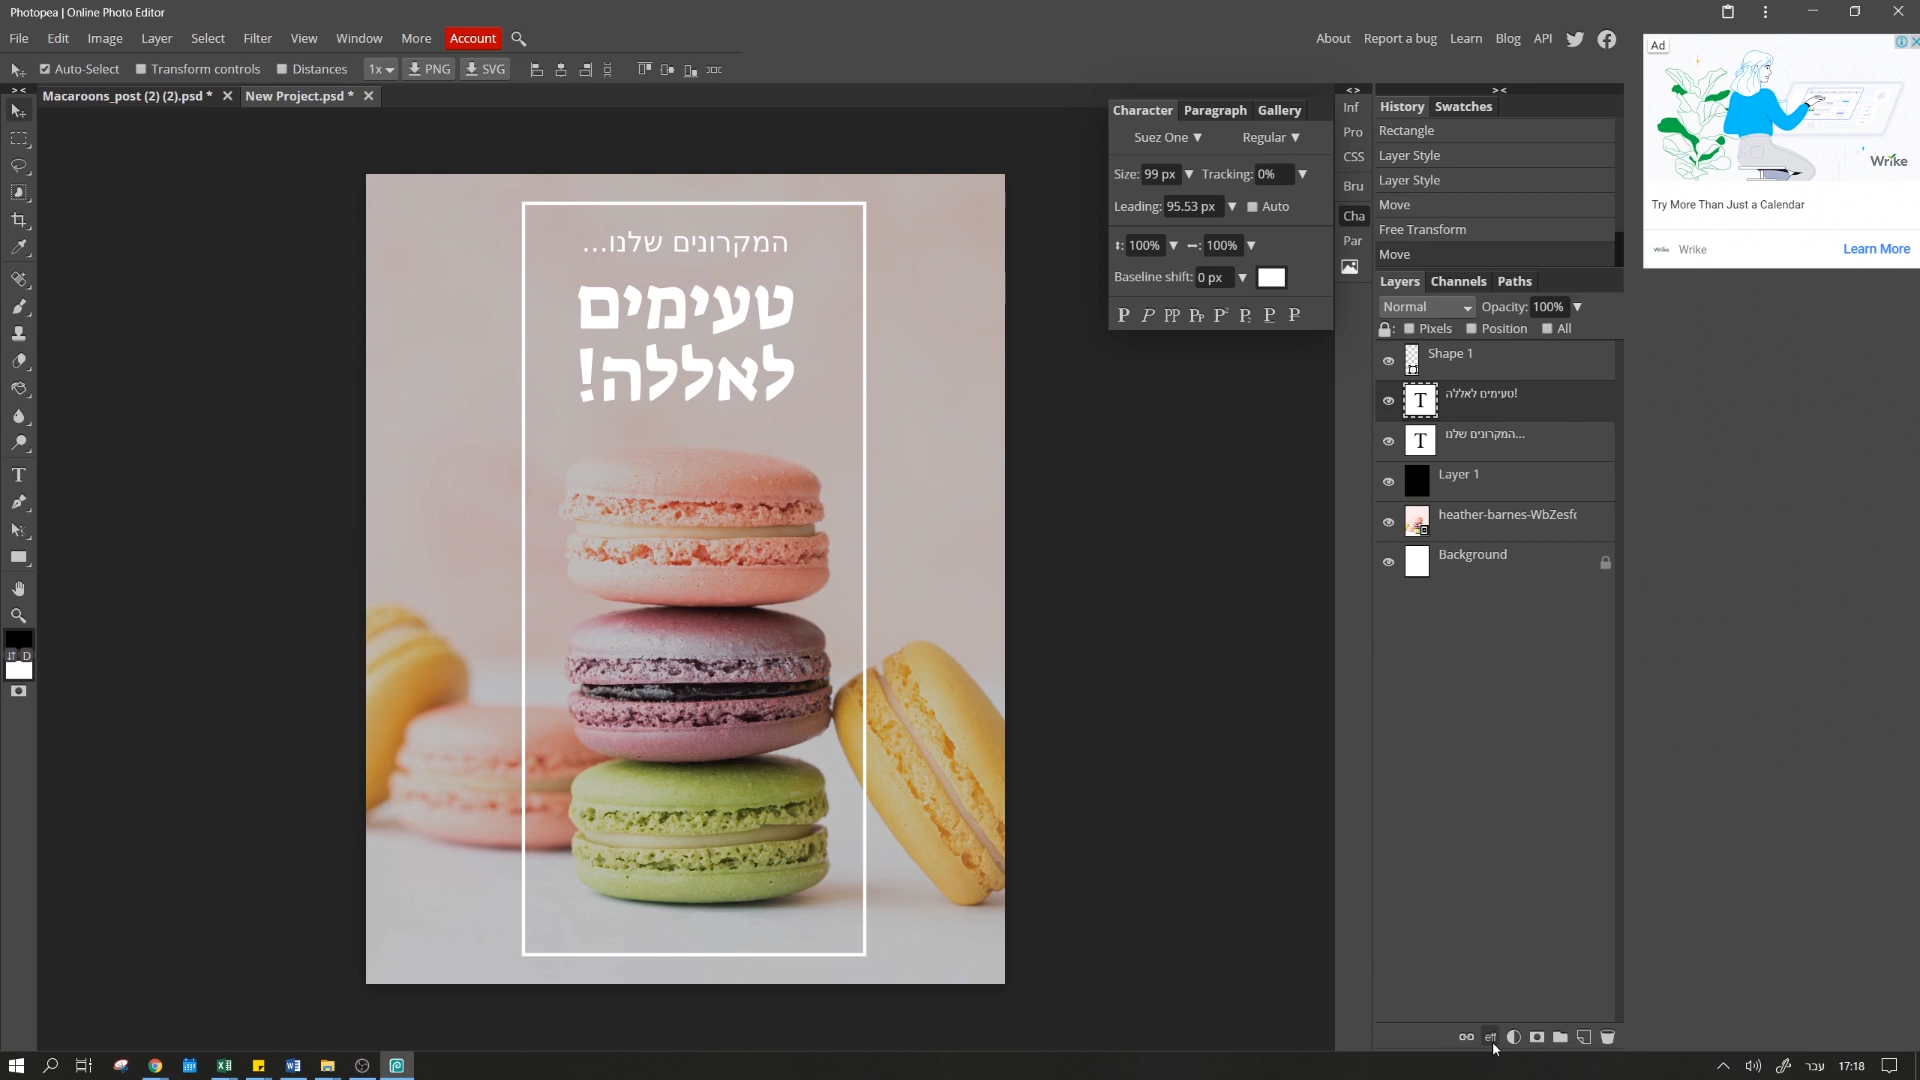 Photopea | Online Photo Editor
File Edit Image Layer Select Filter View Window More Account
About Report a bug Learn Blog API
Auto-Select Transform controls Distances 1x PNG SVG
Macaroons_post (2) (2).psd * New Project.psd *
Character Paragraph Gallery
Suez One Regular
Size: 99 px Tracking: 0%
Leading: 95.53 px Auto
100% 100%
Baseline shift: 0 px
Inf
Pro
CSS
Bru
Cha
Par
History Swatches
Rectangle
Layer Style
Layer Style
Move
Free Transform
Move
Layers Channels Paths
Normal Opacity: 100%
Pixels Position All
Shape 1
טעימים לאללה!
המקרונים שלנו...
Layer 1
heather-barnes-WbZesf
Background
eff
המקרונים שלנו...
טעימים
לאללה!
Ad
Wrike
Try More Than Just a Calendar
Wrike Learn More
עבר 17:18